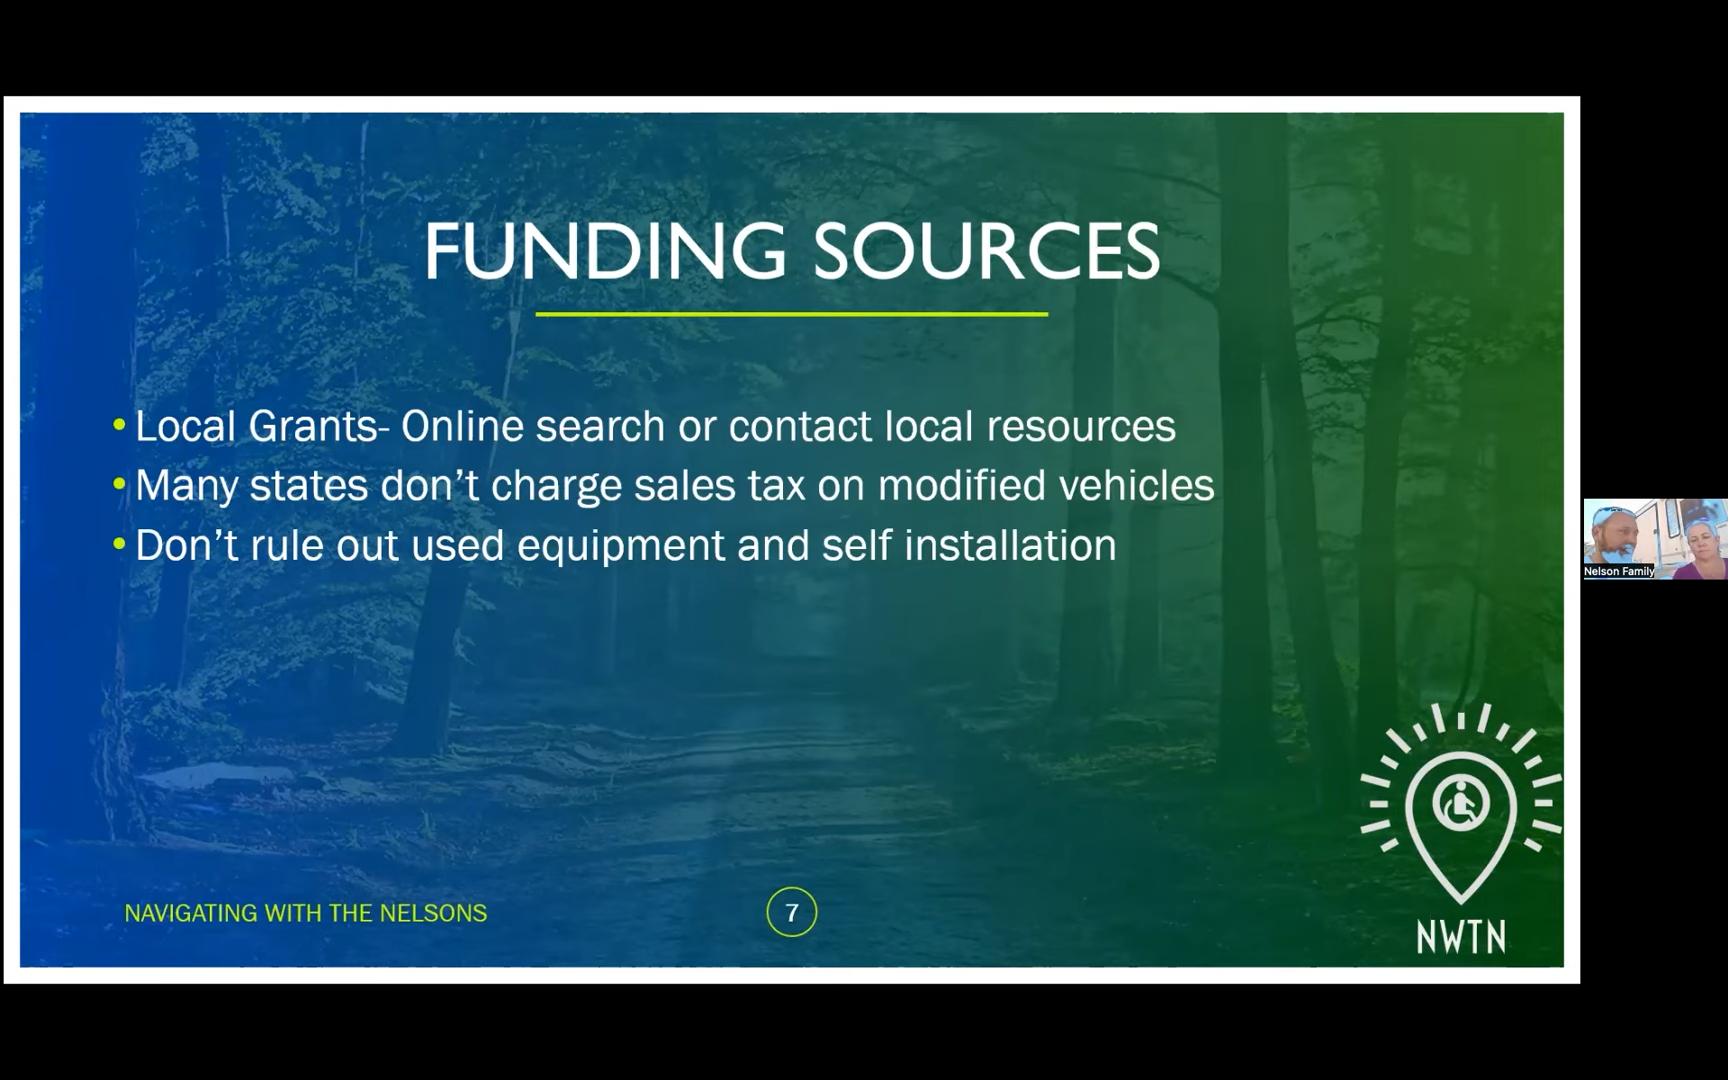 FUNDING SOURCES
• Local Grants- Online search or contact local resources
• Many states don’t charge sales tax on modified vehicles
• Don’t rule out used equipment and self installation
Nelson Family
NAVIGATING WITH THE NELSONS
7
NWTN